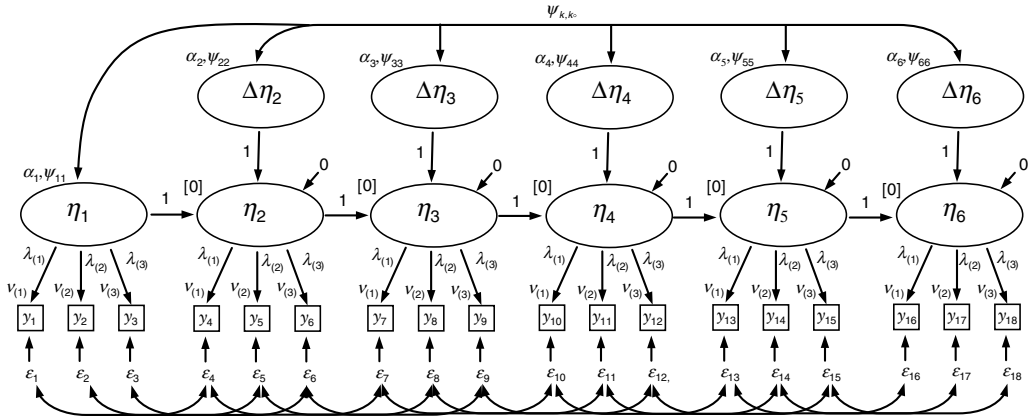 ψk,k°
α2,ψ22 α3,ψ33 α4,ψ44 α5,ψ55 α6,ψ66
Δη2 Δη3 Δη4 Δη5 Δη6
1 1 1 1 1
α1,ψ11 [0] 0 [0] 0 [0] 0 [0] 0 [0] 0
η1 1 η2 1 η3 1 η4 1 η5 1 η6
λ(1) λ(2) λ(3) λ(1) λ(2) λ(3) λ(1) λ(2) λ(3) λ(1) λ(2) λ(3) λ(1) λ(2) λ(3) λ(1) λ(2) λ(3)
ν(1) ν(2) ν(3) ν(1) ν(2) ν(3) ν(1) ν(2) ν(3) ν(1) ν(2) ν(3) ν(1) ν(2) ν(3) ν(1) ν(2) ν(3)
y1 y2 y3 y4 y5 y6 y7 y8 y9 y10 y11 y12 y13 y14 y15 y16 y17 y18
ε1 ε2 ε3 ε4 ε5 ε6 ε7 ε8 ε9 ε10 ε11 ε12, ε13 ε14 ε15 ε16 ε17 ε18